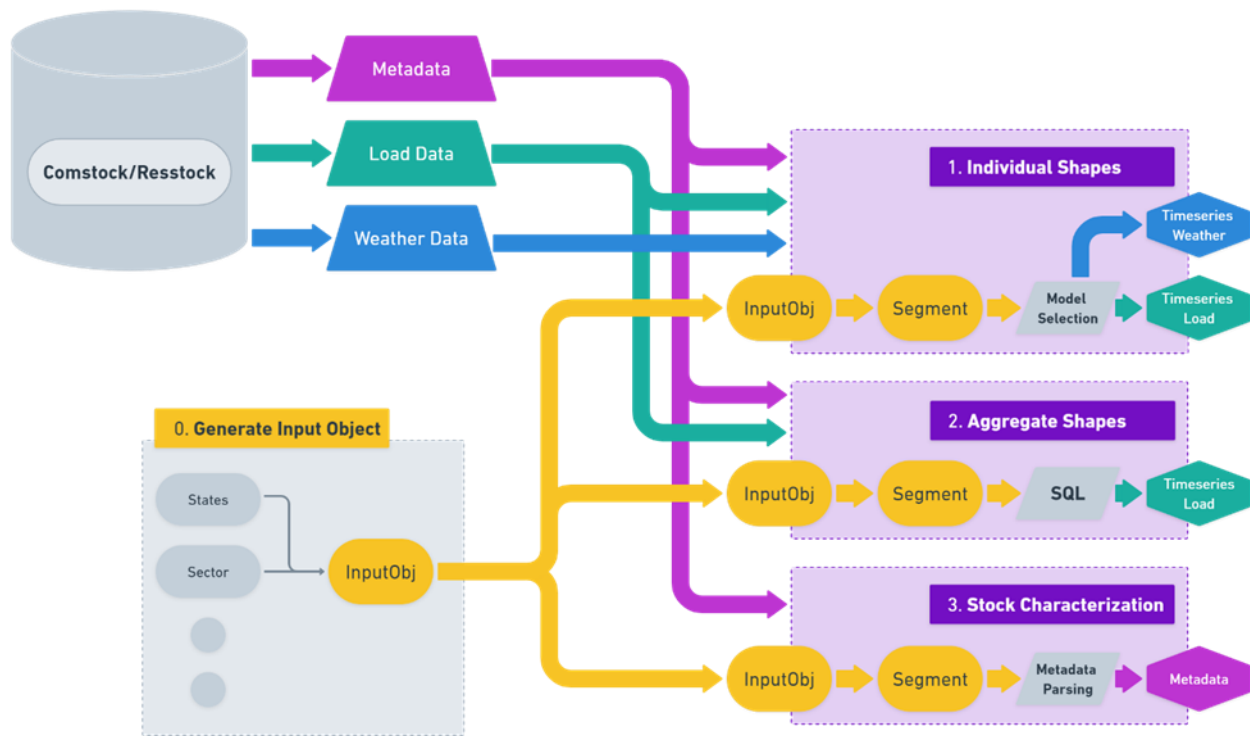 Metadata
Comstock/Resstock
Load Data
Weather Data
1. Individual Shapes
Timeseries
Weather
InputObj
Segment
Model
Selection
Timeseries
Load
0. Generate Input Object
States
Sector
InputObj
2. Aggregate Shapes
InputObj
Segment
SQL
Timeseries
Load
3. Stock Characterization
InputObj
Segment
Metadata
Parsing
Metadata